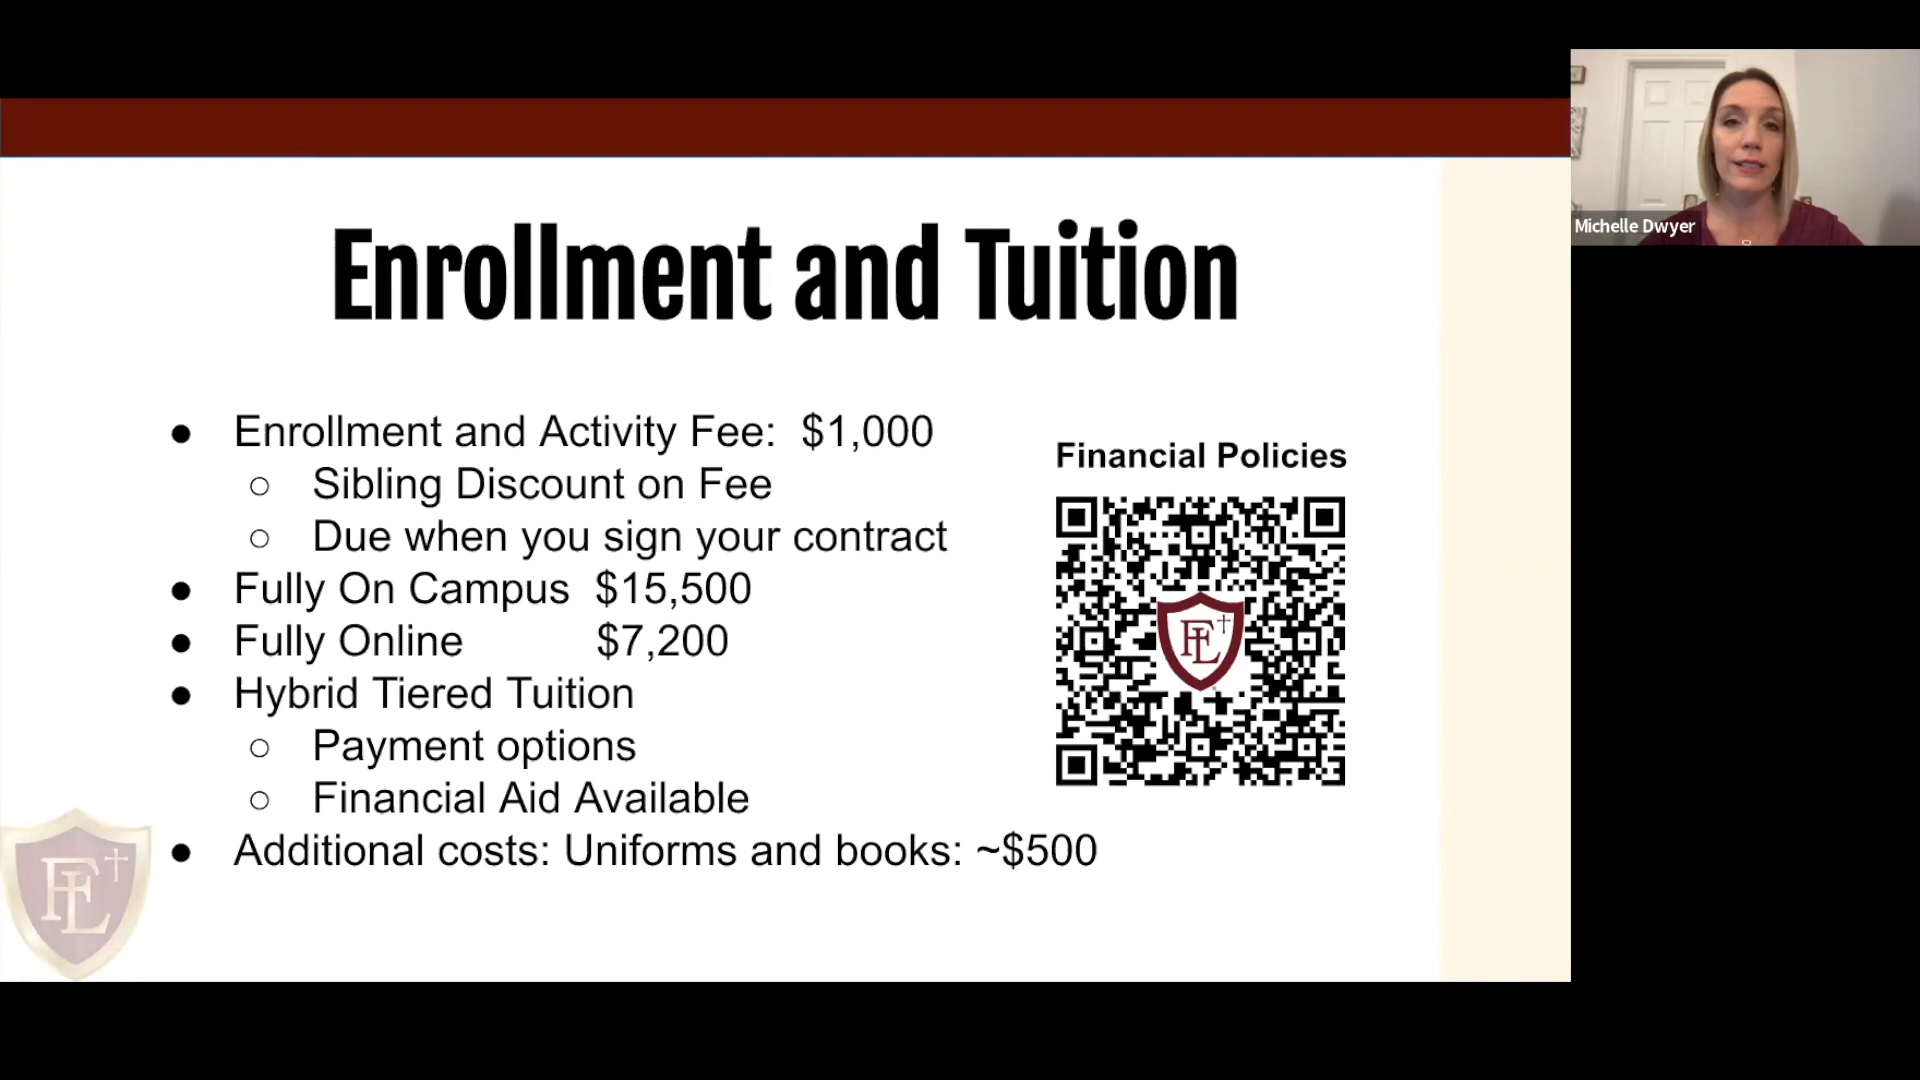 Enrollment and Tuition
● Enrollment and Activity Fee: $1,000
○ Sibling Discount on Fee
○ Due when you sign your contract
● Fully On Campus $15,500
● Fully Online $7,200
● Hybrid Tiered Tuition
○ Payment options
○ Financial Aid Available
● Additional costs: Uniforms and books: ~$500
Financial Policies
FL
FL
Michelle Dwyer